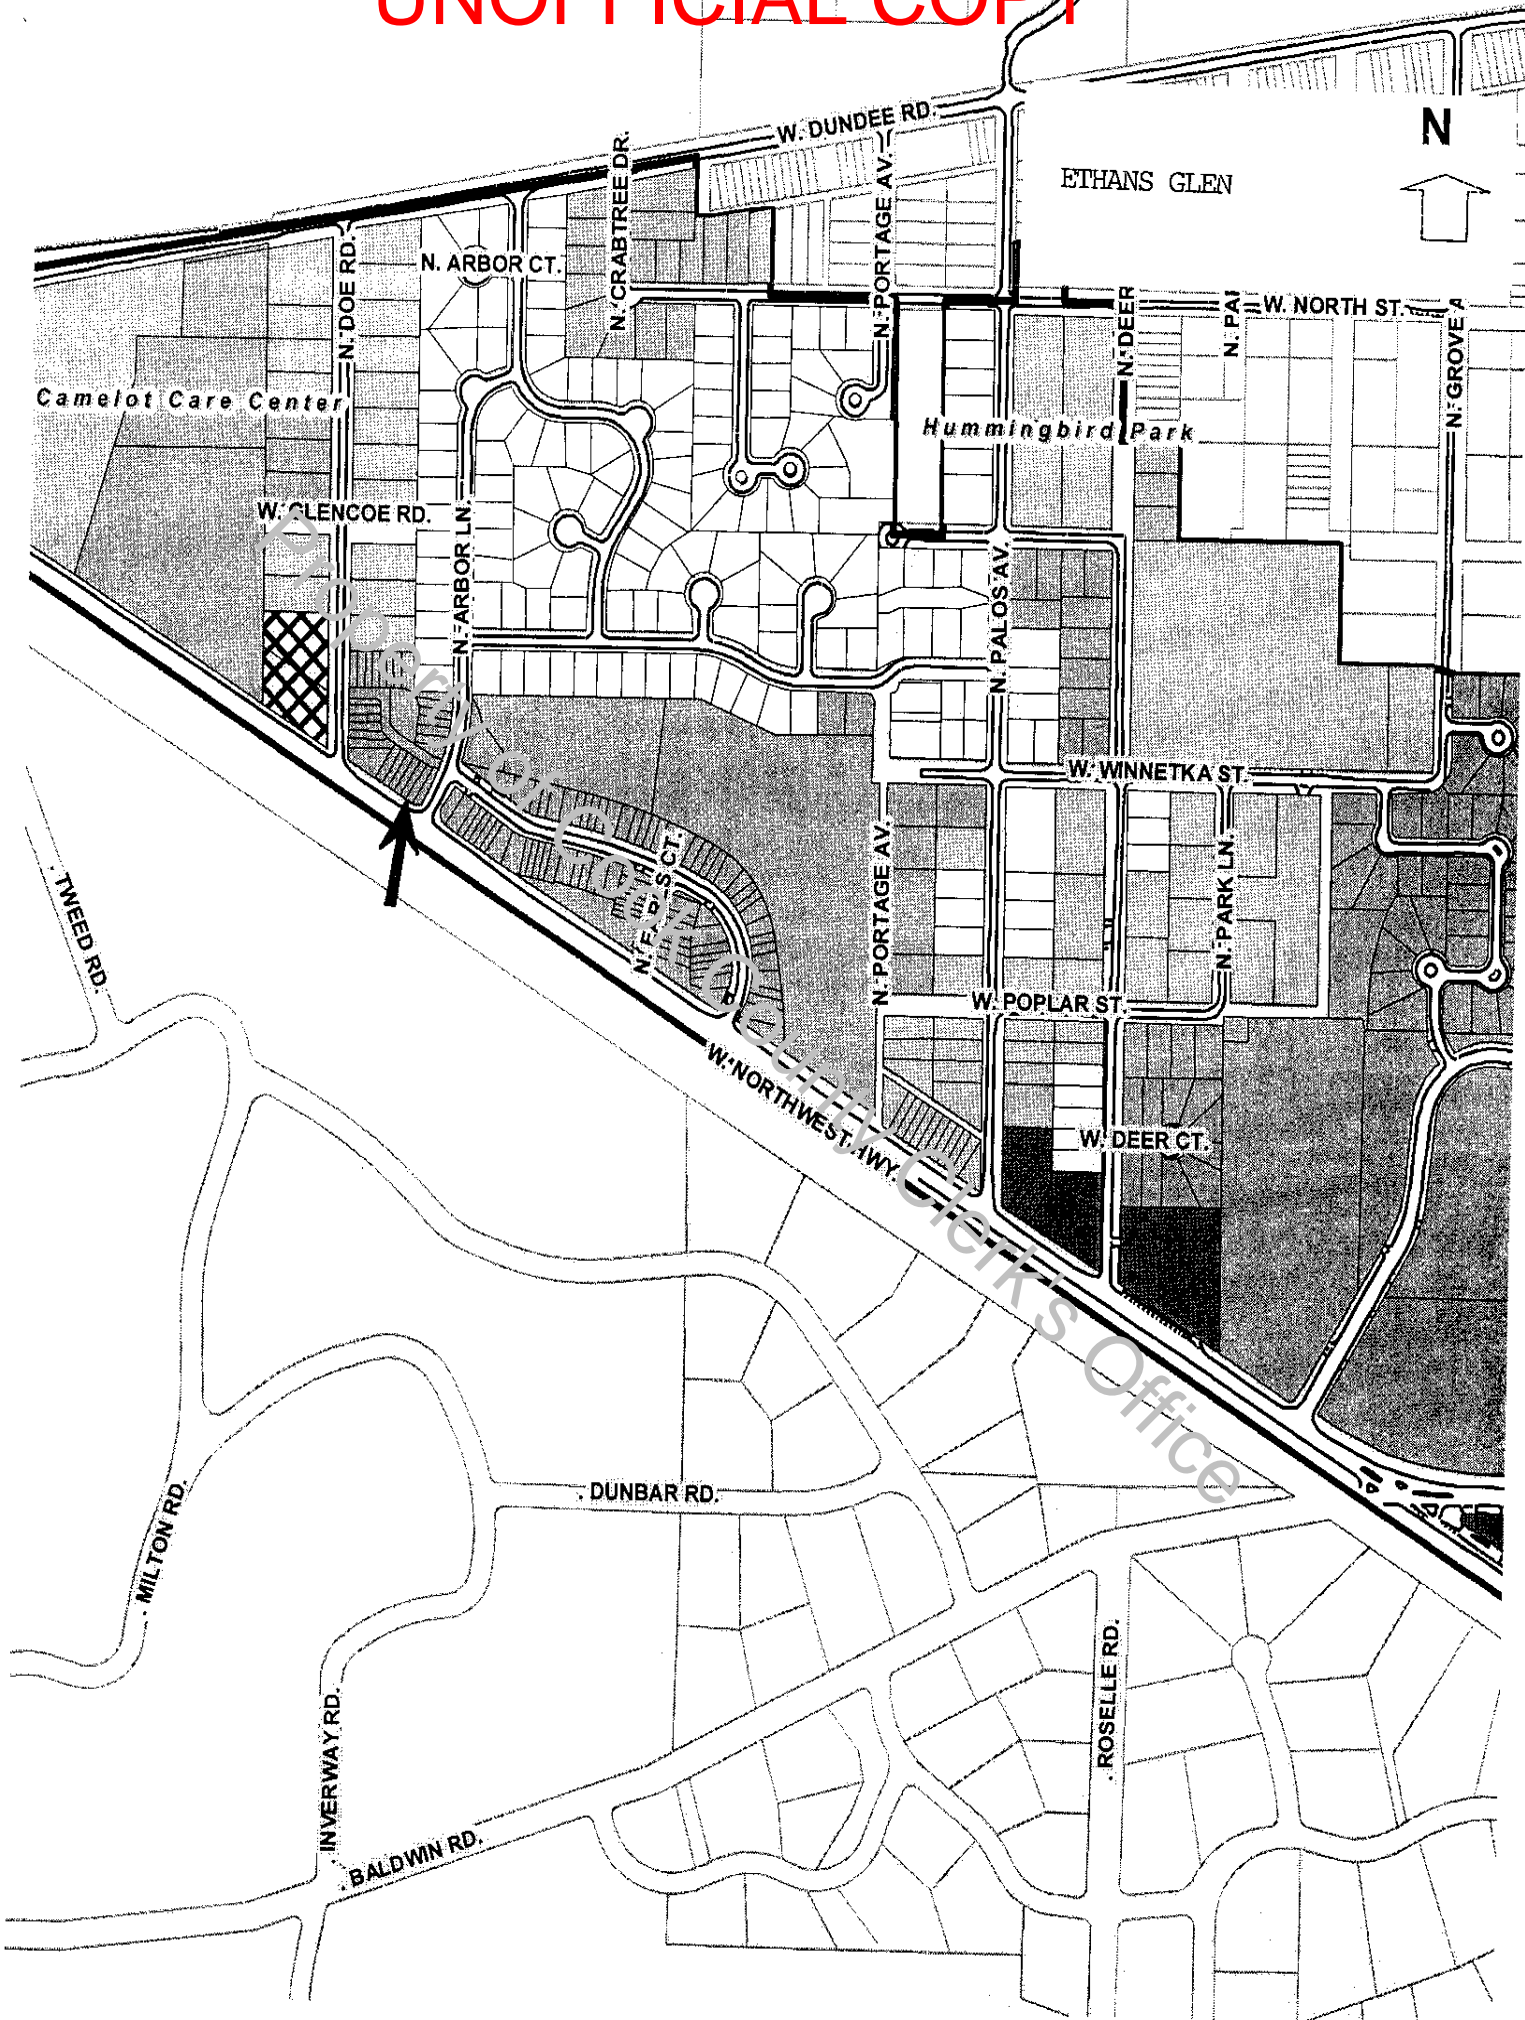 UNOFFICIAL COPY
W. DUNDEE RD.
N
ETHANS GLEN
N. CRABTREE DR.
N. PORTAGE AV.
N. ARBOR CT.
N. DOE RD.
N. DEER
W. NORTH ST.
N. GROVE A
Camelot Care Center
Hummingbird Park
W. GLENCOE RD.
N. ARBOR LN.
N. PALOS AV.
W. WINNETKA ST.
N. PORTAGE AV.
N. PARK LN.
TWEED RD.
W. POPLAR ST.
W. NORTHWEST HWY.
W. DEER CT.
DUNBAR RD.
MILTON RD.
ROSELLE RD.
INVERWAY RD.
BALDWIN RD.
Property of Cook County Clerk's Office